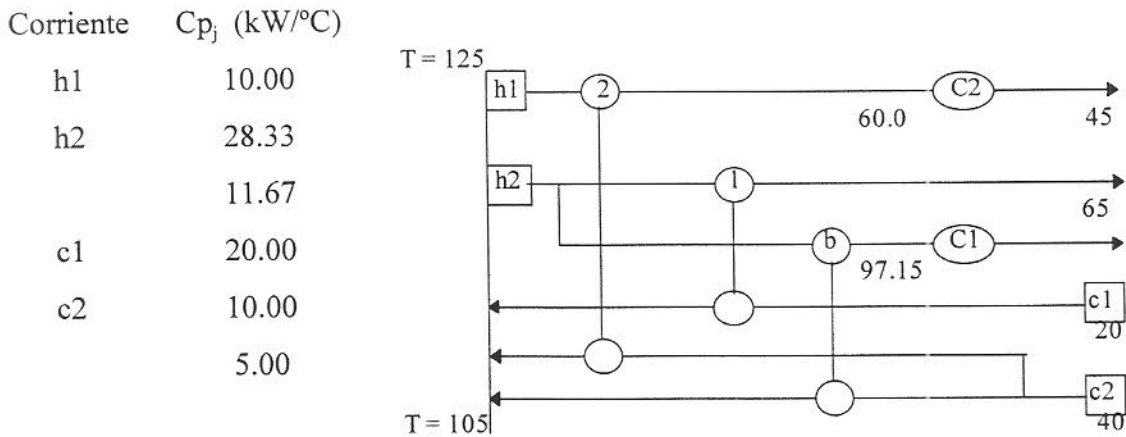 Corriente Cpj (kW/ºC)
h1 10.00
h2 28.33
11.67
c1 20.00
c2 10.00
5.00
T = 125
h1 2 C2
60.0 45
h2 1
65
b C1
97.15
c1
20
c2
T = 105 40